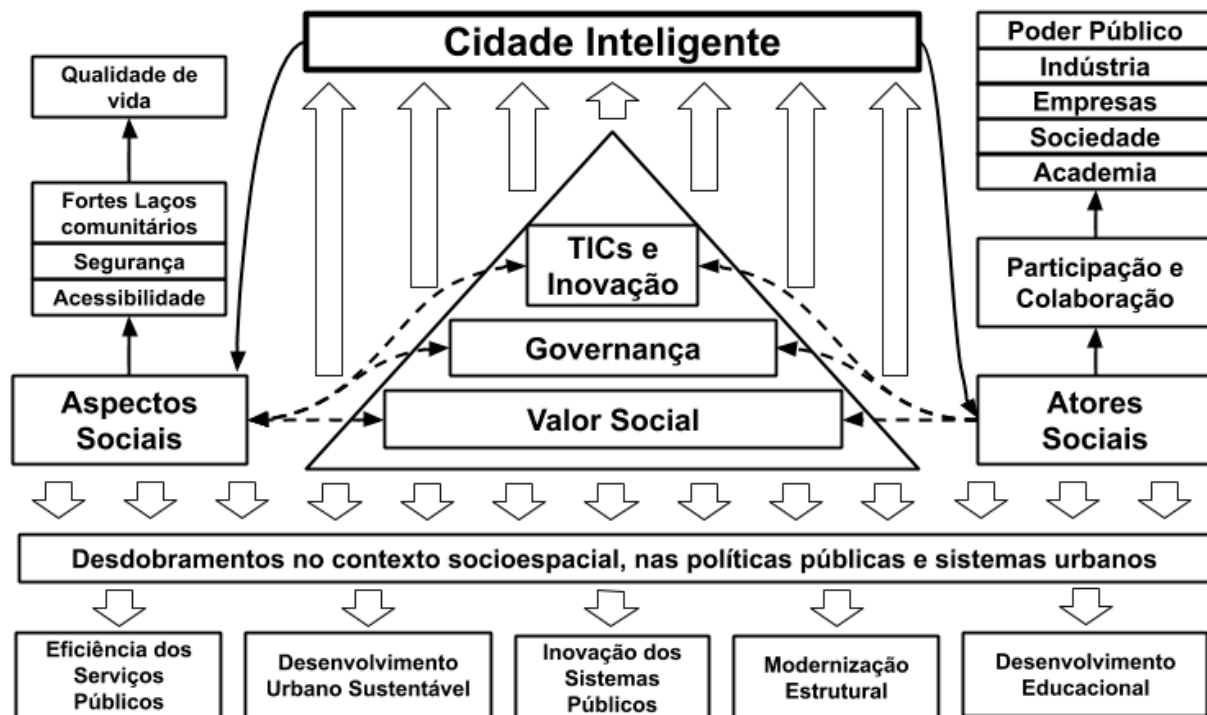 Cidade Inteligente
Qualidade de
vida
Fortes Laços
comunitários
Segurança
Acessibilidade
Aspectos
Sociais
TICs e
Inovação
Governança
Valor Social
Poder Público
Indústria
Empresas
Sociedade
Academia
Participação e
Colaboração
Atores
Sociais
Desdobramentos no contexto socioespacial, nas políticas públicas e sistemas urbanos
Eficiência dos
Serviços
Públicos
Desenvolvimento
Urbano Sustentável
Inovação dos
Sistemas
Públicos
Modernização
Estrutural
Desenvolvimento
Educacional